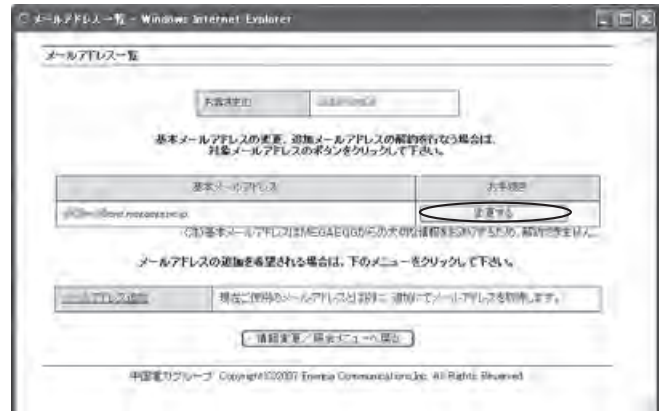 メールアドレス一覧 - Windows Internet Explorer
メールアドレス一覧
お客さまID
基本メールアドレスの変更、追加メールアドレスの解約を行なう場合は、
対象メールアドレスのボタンをクリックして下さい。
基本メールアドレス お手続き
変更する
(注)基本メールアドレスはMEGAEGGからの大切な情報をお送りするため、解約できません。
メールアドレスの追加を希望される場合は、下のメニューをクリックして下さい。
メールアドレス追加 現在ご使用のメールアドレスとは別に、追加にてメールアドレスを取得します。
情報変更/照会メニューへ戻る
中国電力グループ Copyright(C)2007 Energia Communications,Inc. All Rights Reserved.